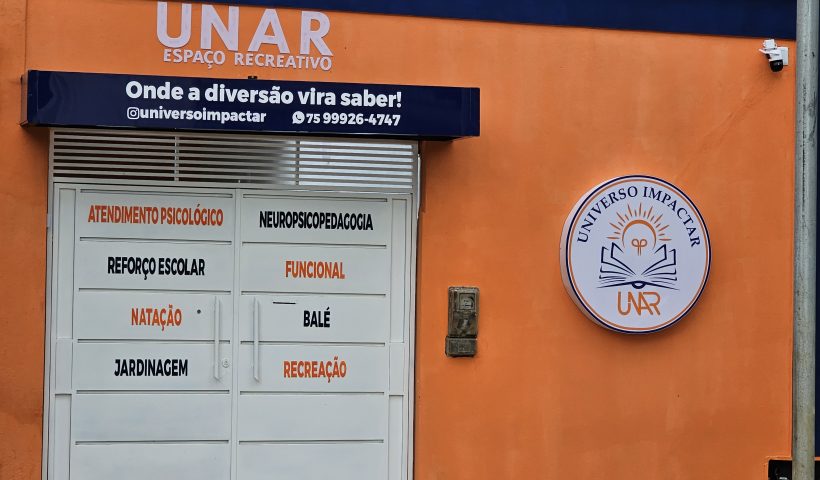 UNAR
ESPAÇO RECREATIVO
Onde a diversão vira saber!
universoimpactar 75 99926-4747
ATENDIMENTO PSICOLÓGICO
NEUROPSICOPEDAGOGIA
REFORÇO ESCOLAR
FUNCIONAL
NATAÇÃO
BALÉ
JARDINAGEM
RECREAÇÃO
UNIVERSO IMPACTAR
UNAR